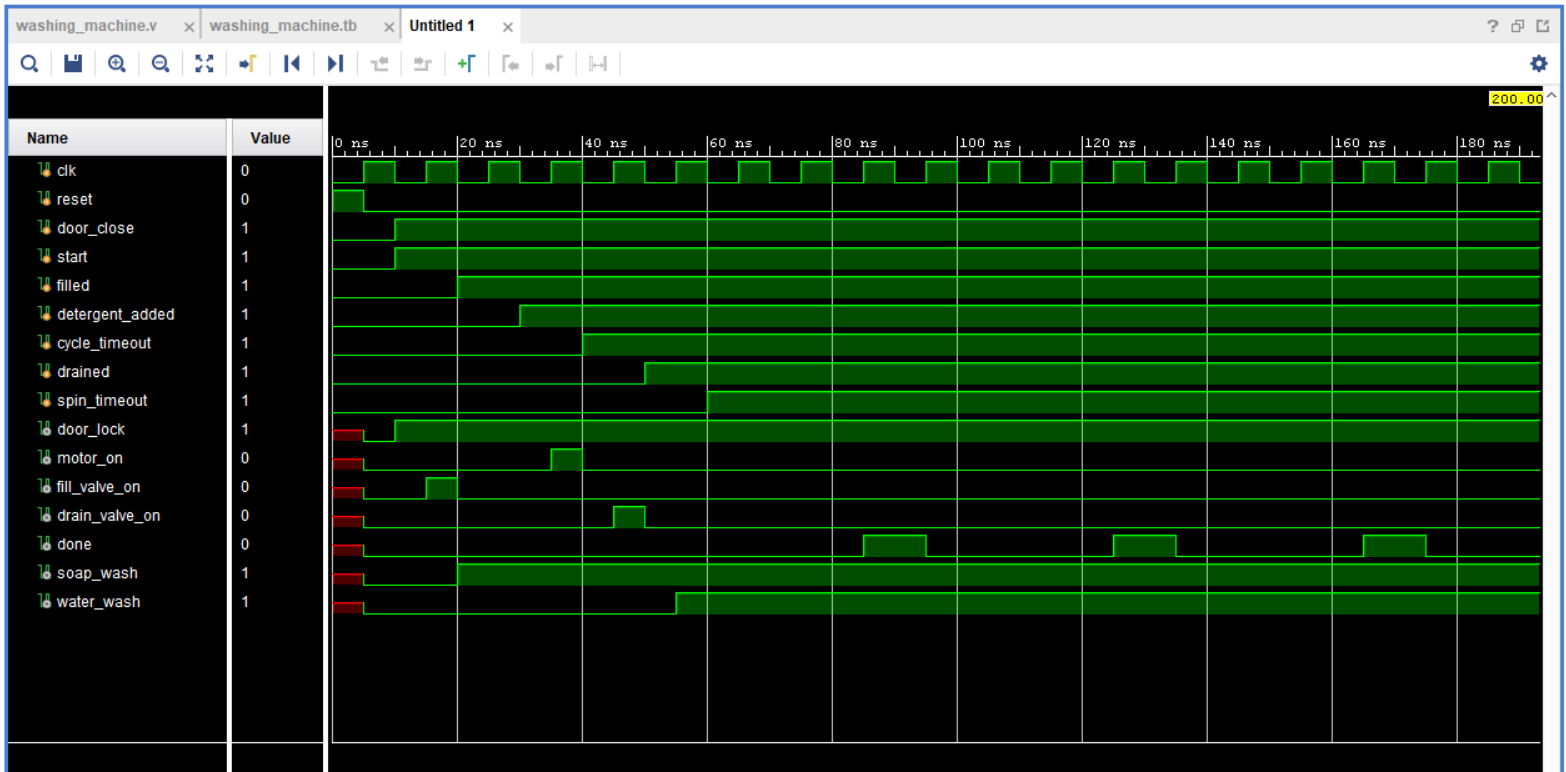 washing_machine.v × washing_machine.tb × Untitled 1 ×
200.00
Name Value
0 ns 20 ns 40 ns 60 ns 80 ns 100 ns 120 ns 140 ns 160 ns 180 ns
clk 0
reset 0
door_close 1
start 1
filled 1
detergent_added 1
cycle_timeout 1
drained 1
spin_timeout 1
door_lock 1
motor_on 0
fill_valve_on 0
drain_valve_on 0
done 0
soap_wash 1
water_wash 1